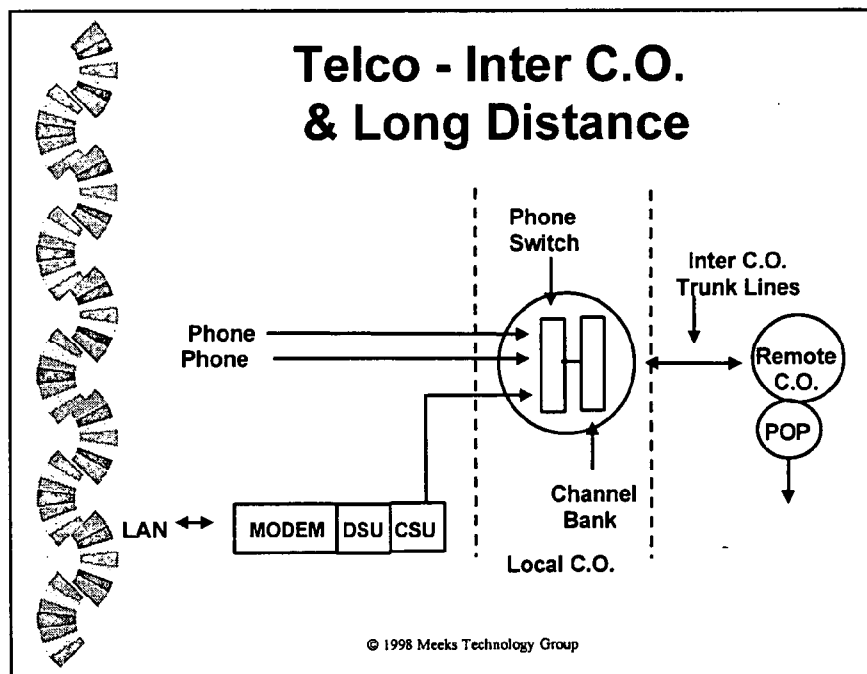 Telco - Inter C.O.
& Long Distance
Phone
Switch
Inter C.O.
Trunk Lines
Phone
Phone
Remote
C.O.
POP
Channel
Bank
LAN
MODEM
DSU
CSU
Local C.O.
© 1998 Meeks Technology Group